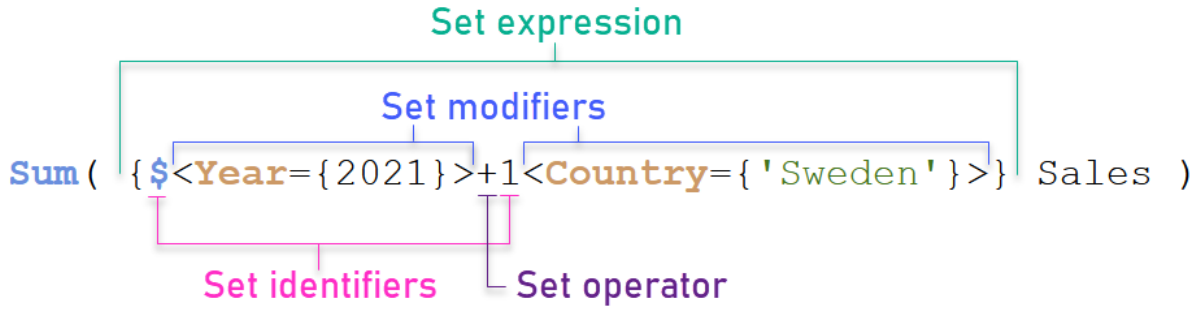 Set expression
Set modifiers
Sum( {$<Year={2021}>+1<Country={'Sweden'}>} Sales )
Set identifiers
Set operator